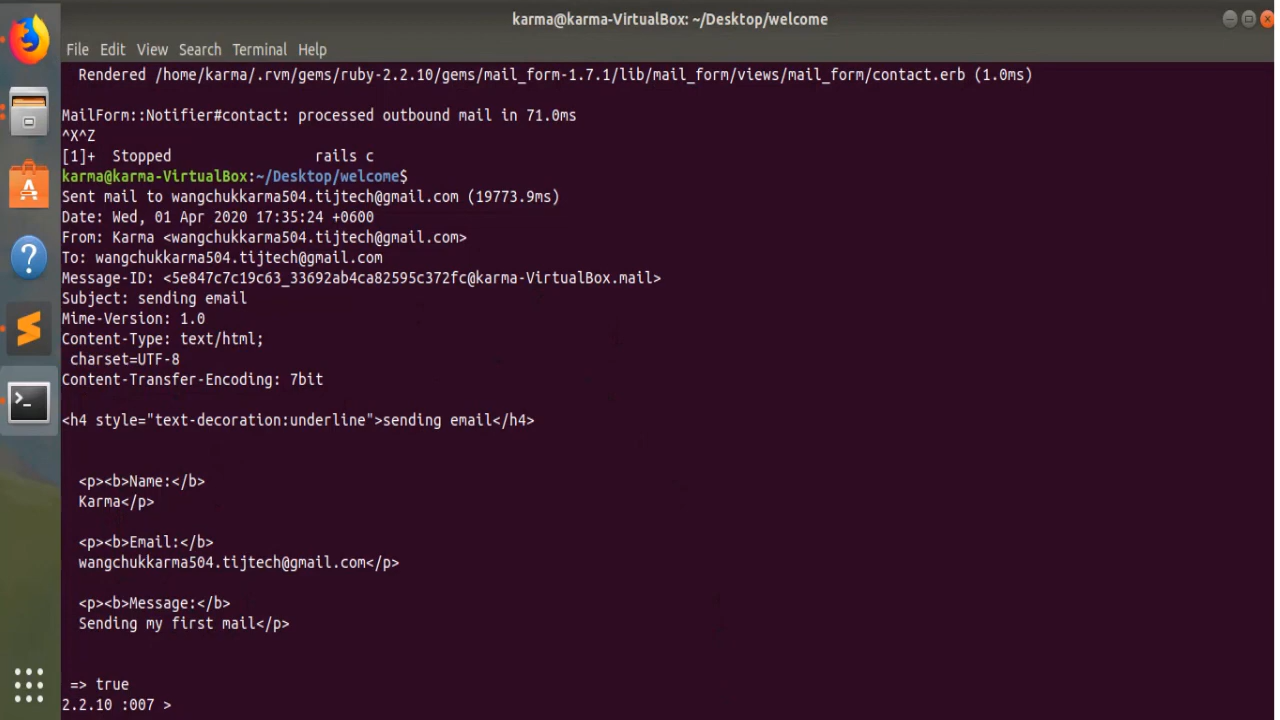 karma@karma-VirtualBox: ~/Desktop/welcome
File Edit View Search Terminal Help
Rendered /home/karma/.rvm/gems/ruby-2.2.10/gems/mail_form-1.7.1/lib/mail_form/views/mail_form/contact.erb (1.0ms)
MailForm::Notifier#contact: processed outbound mail in 71.0ms
^X^Z
[1]+  Stopped                 rails c
karma@karma-VirtualBox:~/Desktop/welcome$
Sent mail to wangchukkarma504.tijtech@gmail.com (19773.9ms)
Date: Wed, 01 Apr 2020 17:35:24 +0600
From: Karma <wangchukkarma504.tijtech@gmail.com>
To: wangchukkarma504.tijtech@gmail.com
Message-ID: <5e847c7c19c63_33692ab4ca82595c372fc@karma-VirtualBox.mail>
Subject: sending email
Mime-Version: 1.0
Content-Type: text/html;
charset=UTF-8
Content-Transfer-Encoding: 7bit
<h4 style="text-decoration:underline">sending email</h4>
<p><b>Name:</b>
Karma</p>
<p><b>Email:</b>
wangchukkarma504.tijtech@gmail.com</p>
<p><b>Message:</b>
Sending my first mail</p>
=> true
2.2.10 :007 >